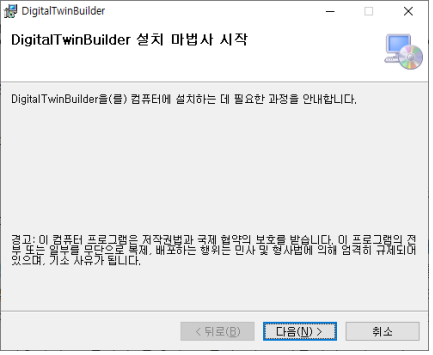 DigitalTwinBuilder
DigitalTwinBuilder 설치 마법사 시작
DigitalTwinBuilder을(를) 컴퓨터에 설치하는 데 필요한 과정을 안내합니다.
경고: 이 컴퓨터 프로그램은 저작권법과 국제 협약의 보호를 받습니다. 이 프로그램의 전
부 또는 일부를 무단으로 복제, 배포하는 행위는 민사 및 형사법에 의해 엄격히 규제되어
있으며, 기소 사유가 됩니다.
< 뒤로(B) 다음(N) > 취소